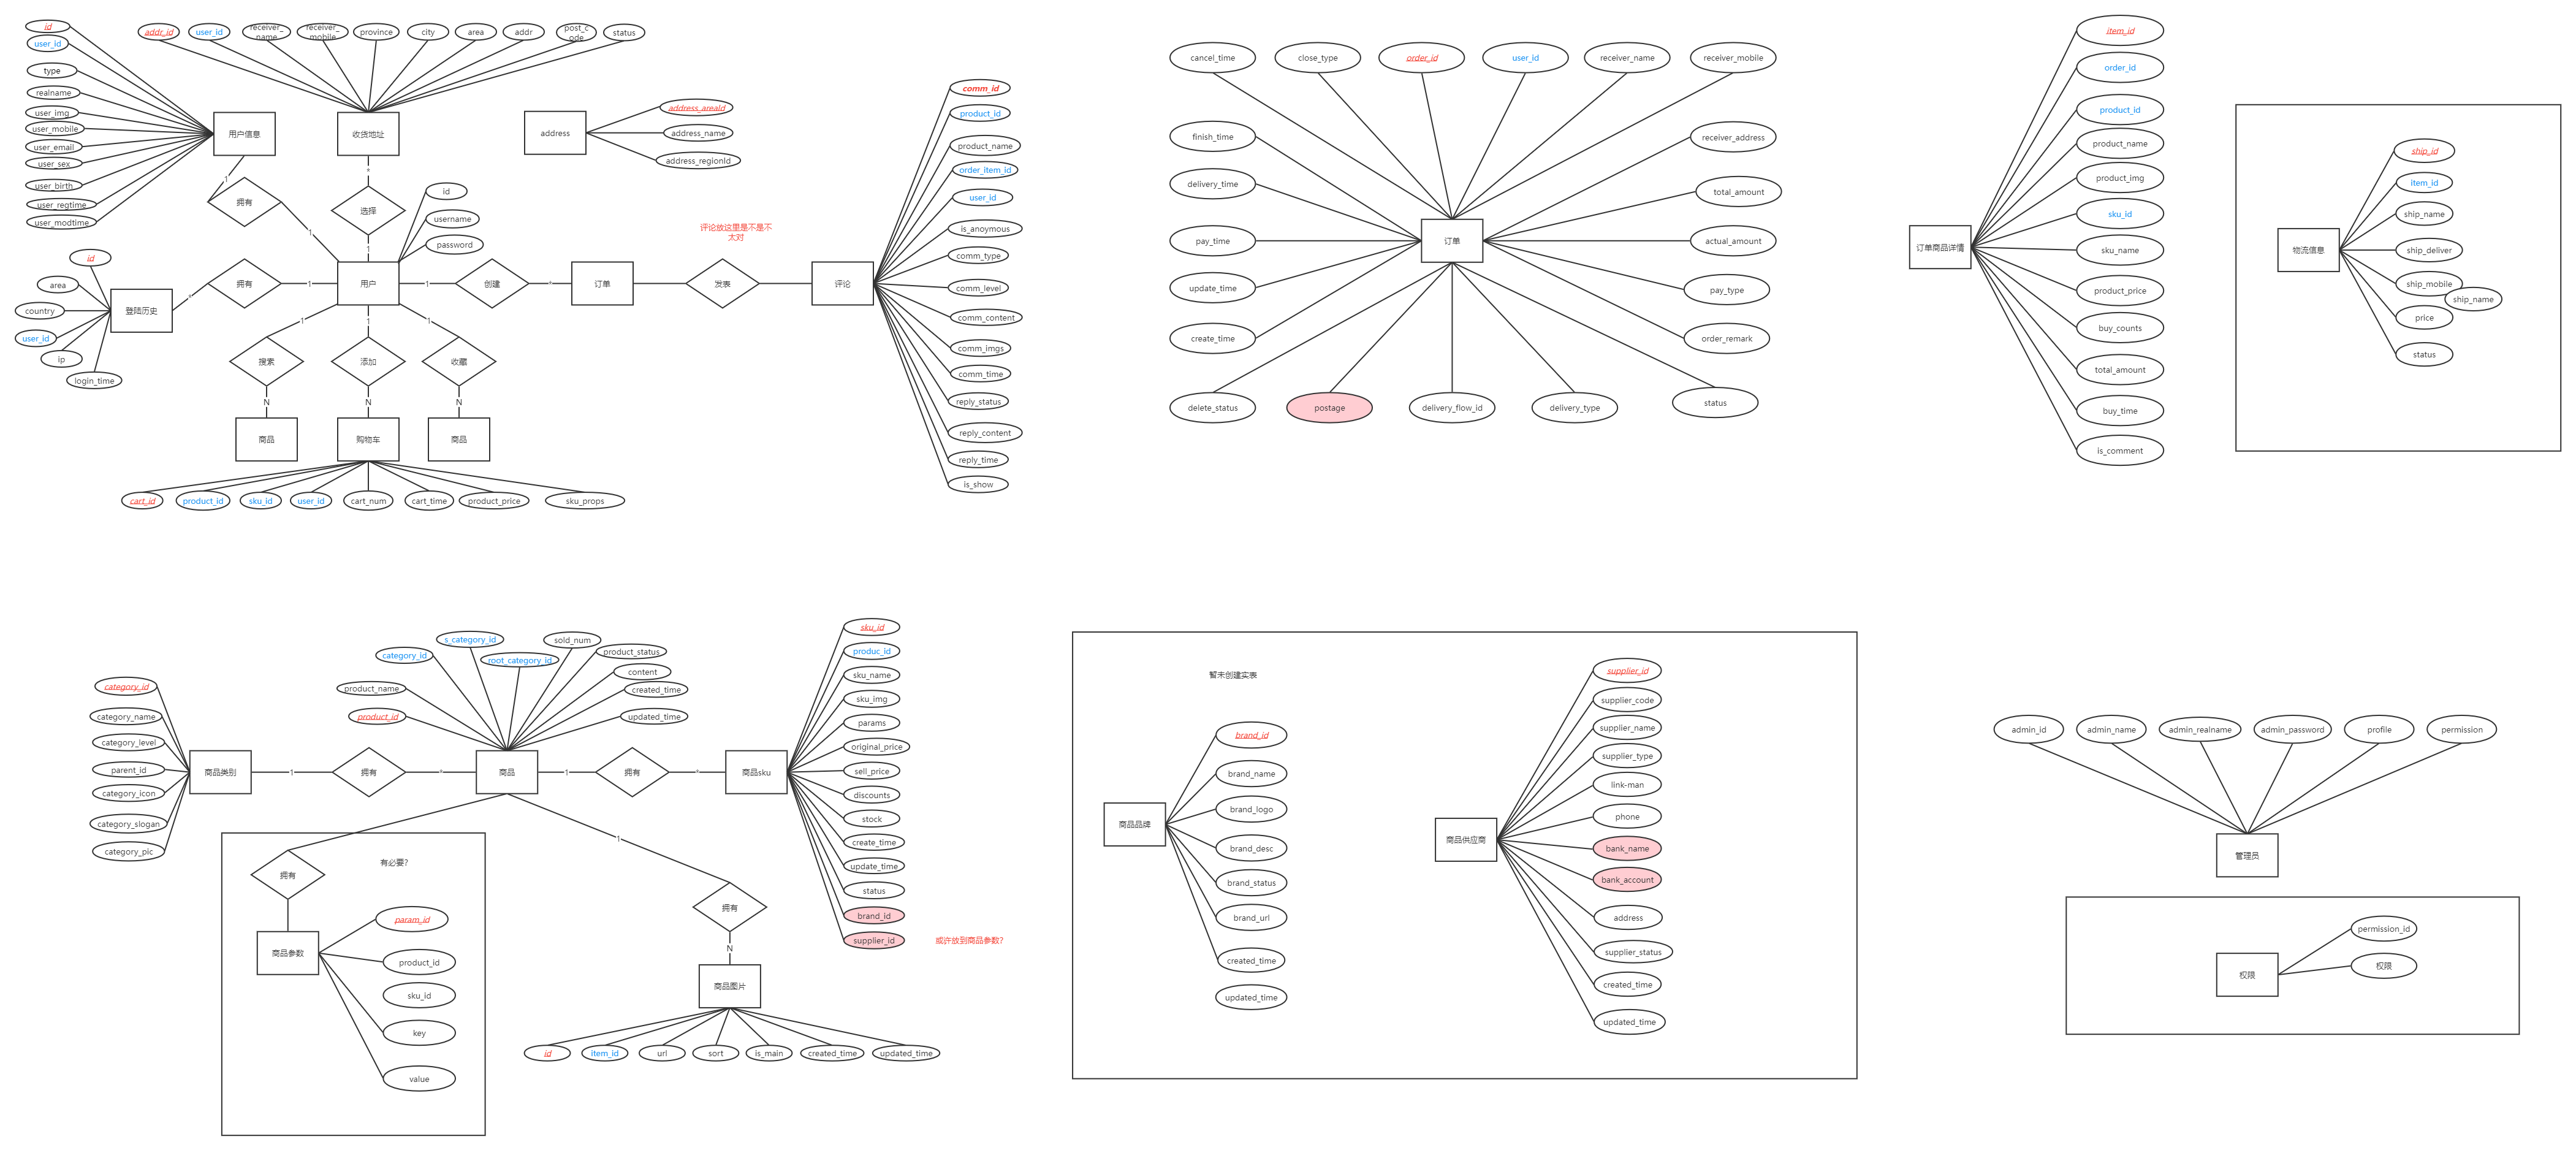 id
user_id
type
realname
user_img
user_mobile
user_email
user_sex
user_birth
user_regtime
user_modtime
用户信息
addr_id
user_id
receiver_
name
receiver_
mobile
province
city
area
addr
post_c
ode
status
收货地址
address
address_areaId
address_name
address_regionId
1
拥有
1
*
选择
1
id
username
password
id
area
country
user_id
ip
login_time
登陆历史
*
拥有
1
用户
1
创建
*
订单
发表
评论
评论放这里是不是不
太对
1
1
1
搜索
添加
收藏
N
N
N
商品
购物车
商品
cart_id
product_id
sku_id
user_id
cart_num
cart_time
product_price
sku_props
comm_id
product_id
product_name
order_item_id
user_id
is_anoymous
comm_type
comm_level
comm_content
comm_imgs
comm_time
reply_status
reply_content
reply_time
is_show
cancel_time
close_type
order_id
user_id
receiver_name
receiver_mobile
finish_time
receiver_address
delivery_time
total_amount
pay_time
订单
actual_amount
update_time
pay_type
create_time
order_remark
delete_status
postage
delivery_flow_id
delivery_type
status
订单商品详情
item_id
order_id
product_id
product_name
product_img
sku_id
sku_name
product_price
buy_counts
total_amount
buy_time
is_comment
物流信息
ship_id
item_id
ship_name
ship_deliver
ship_mobile
ship_name
price
status
category_id
category_name
category_level
parent_id
category_icon
category_slogan
category_pic
商品类别
1
拥有
*
商品
product_id
product_name
category_id
s_category_id
root_category_id
sold_num
product_status
content
created_time
updated_time
1
拥有
*
商品sku
sku_id
produc_id
sku_name
sku_img
params
original_price
sell_price
discounts
stock
create_time
update_time
status
brand_id
supplier_id
或许放到商品参数?
拥有
有必要?
商品参数
param_id
product_id
sku_id
key
value
1
拥有
N
商品图片
id
item_id
url
sort
is_main
created_time
updated_time
暂未创建实表
商品品牌
brand_id
brand_name
brand_logo
brand_desc
brand_status
brand_url
created_time
updated_time
商品供应商
supplier_id
supplier_code
supplier_name
supplier_type
link-man
phone
bank_name
bank_account
address
supplier_status
created_time
updated_time
admin_id
admin_name
admin_realname
admin_password
profile
permission
管理员
权限
permission_id
权限